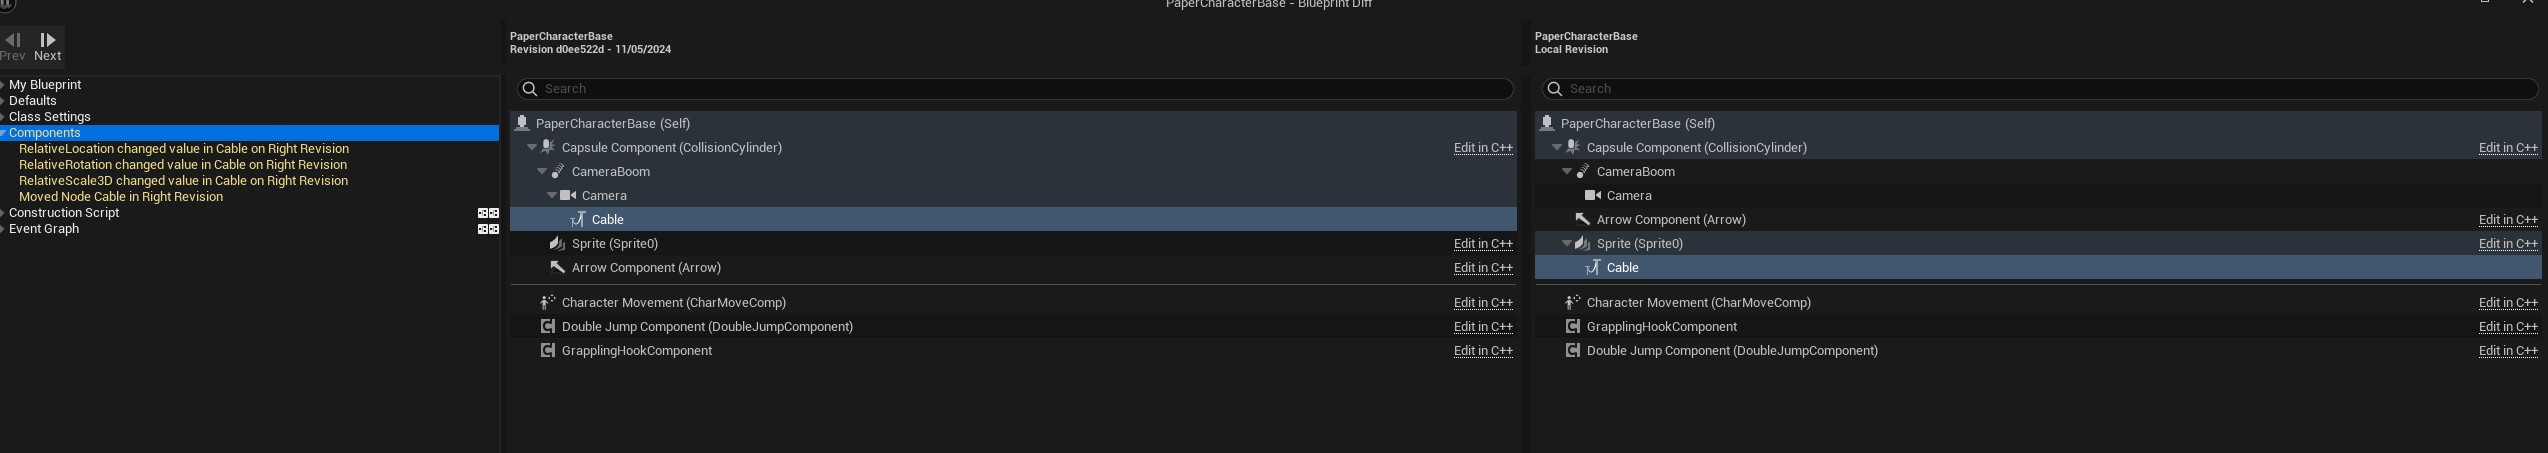 PaperCharacterBase - Blueprint Diff
Prev Next
My Blueprint
Defaults
Class Settings
Components
RelativeLocation changed value in Cable on Right Revision
RelativeRotation changed value in Cable on Right Revision
RelativeScale3D changed value in Cable on Right Revision
Moved Node Cable in Right Revision
Construction Script
Event Graph
PaperCharacterBase
Revision d0ee522d - 11/05/2024
Search
PaperCharacterBase (Self)
Capsule Component (CollisionCylinder) Edit in C++
CameraBoom
Camera
Cable
Sprite (Sprite0) Edit in C++
Arrow Component (Arrow) Edit in C++
Character Movement (CharMoveComp) Edit in C++
Double Jump Component (DoubleJumpComponent) Edit in C++
GrapplingHookComponent Edit in C++
PaperCharacterBase
Local Revision
Search
PaperCharacterBase (Self)
Capsule Component (CollisionCylinder) Edit in C++
CameraBoom
Camera
Arrow Component (Arrow) Edit in C++
Sprite (Sprite0) Edit in C++
Cable
Character Movement (CharMoveComp) Edit in C++
GrapplingHookComponent Edit in C++
Double Jump Component (DoubleJumpComponent) Edit in C++